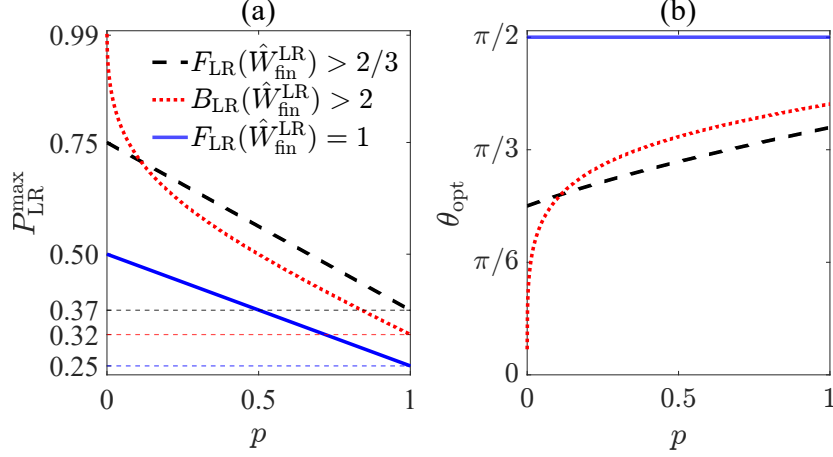 (a)
0.99
0.75
0.50
0.37
0.32
0.25
P_LR^max
F_LR(Ŵ_fin^LR) > 2/3
B_LR(Ŵ_fin^LR) > 2
F_LR(Ŵ_fin^LR) = 1
0
0.5
1
p
(b)
π/2
π/3
π/6
0
θ_opt
0
0.5
1
p